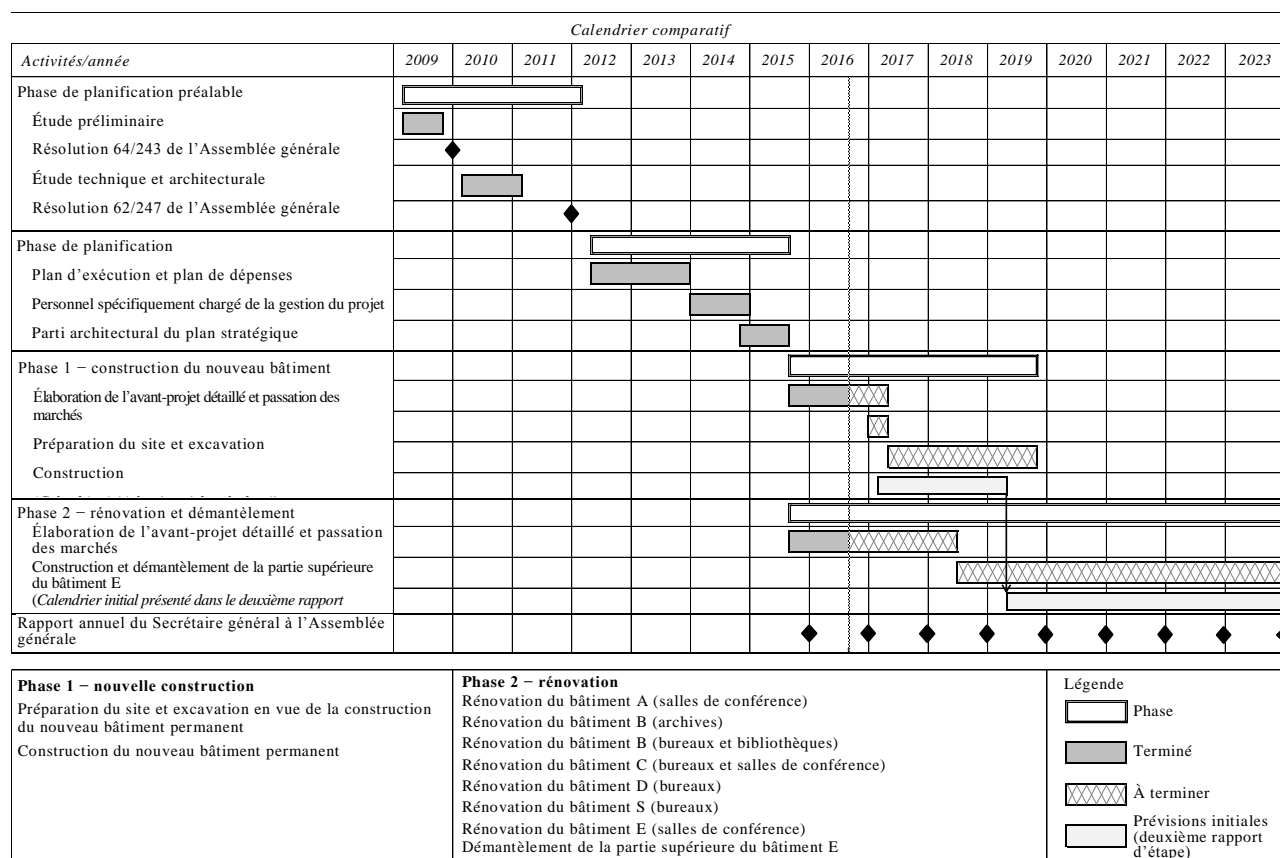 Calendrier comparatif
Activités/année 2009 2010 2011 2012 2013 2014 2015 2016 2017 2018 2019 2020 2021 2022 2023
Phase de planification préalable
Étude préliminaire
Résolution 64/243 de l'Assemblée générale
Étude technique et architecturale
Résolution 62/247 de l'Assemblée générale
Phase de planification
Plan d'exécution et plan de dépenses
Personnel spécifiquement chargé de la gestion du projet
Parti architectural du plan stratégique
Phase 1 − construction du nouveau bâtiment
Élaboration de l'avant-projet détaillé et passation des
marchés
Préparation du site et excavation
Construction
Phase 2 − rénovation et démantèlement
Élaboration de l'avant-projet détaillé et passation
des marchés
Construction et démantèlement de la partie supérieure
du bâtiment E
(Calendrier initial présenté dans le deuxième rapport
Rapport annuel du Secrétaire général à l'Assemblée
générale
Phase 1 − nouvelle construction
Préparation du site et excavation en vue de la construction
du nouveau bâtiment permanent
Construction du nouveau bâtiment permanent
Phase 2 − rénovation
Rénovation du bâtiment A (salles de conférence)
Rénovation du bâtiment B (archives)
Rénovation du bâtiment B (bureaux et bibliothèques)
Rénovation du bâtiment C (bureaux et salles de conférence)
Rénovation du bâtiment D (bureaux)
Rénovation du bâtiment S (bureaux)
Rénovation du bâtiment E (salles de conférence)
Démantèlement de la partie supérieure du bâtiment E
Légende
Phase
Terminé
À terminer
Prévisions initiales
(deuxième rapport
d'étape)